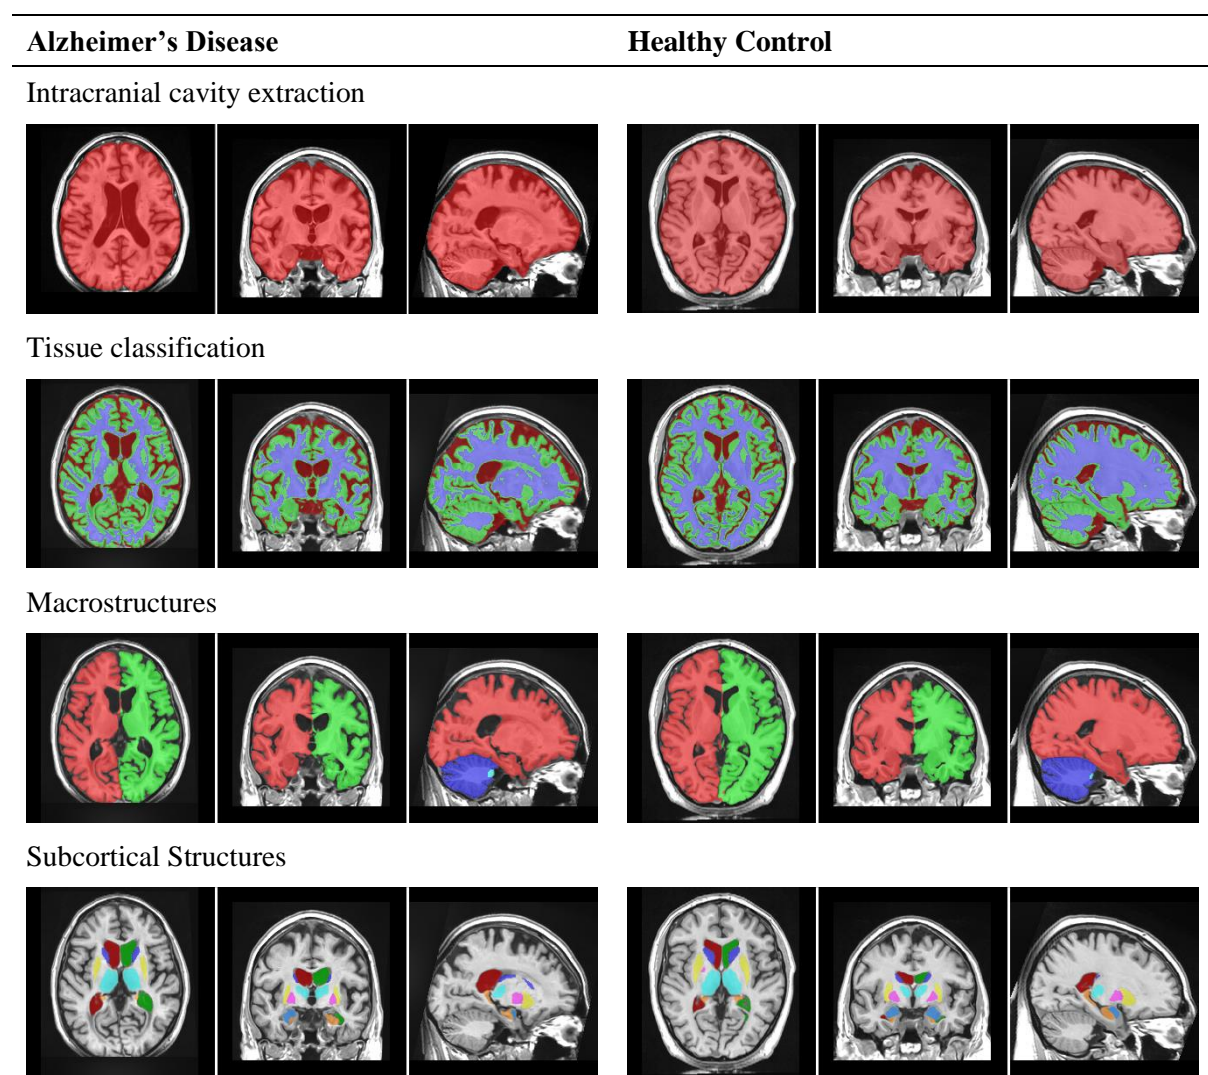 Alzheimer’s Disease
Healthy Control
Intracranial cavity extraction
Tissue classification
Macrostructures
Subcortical Structures